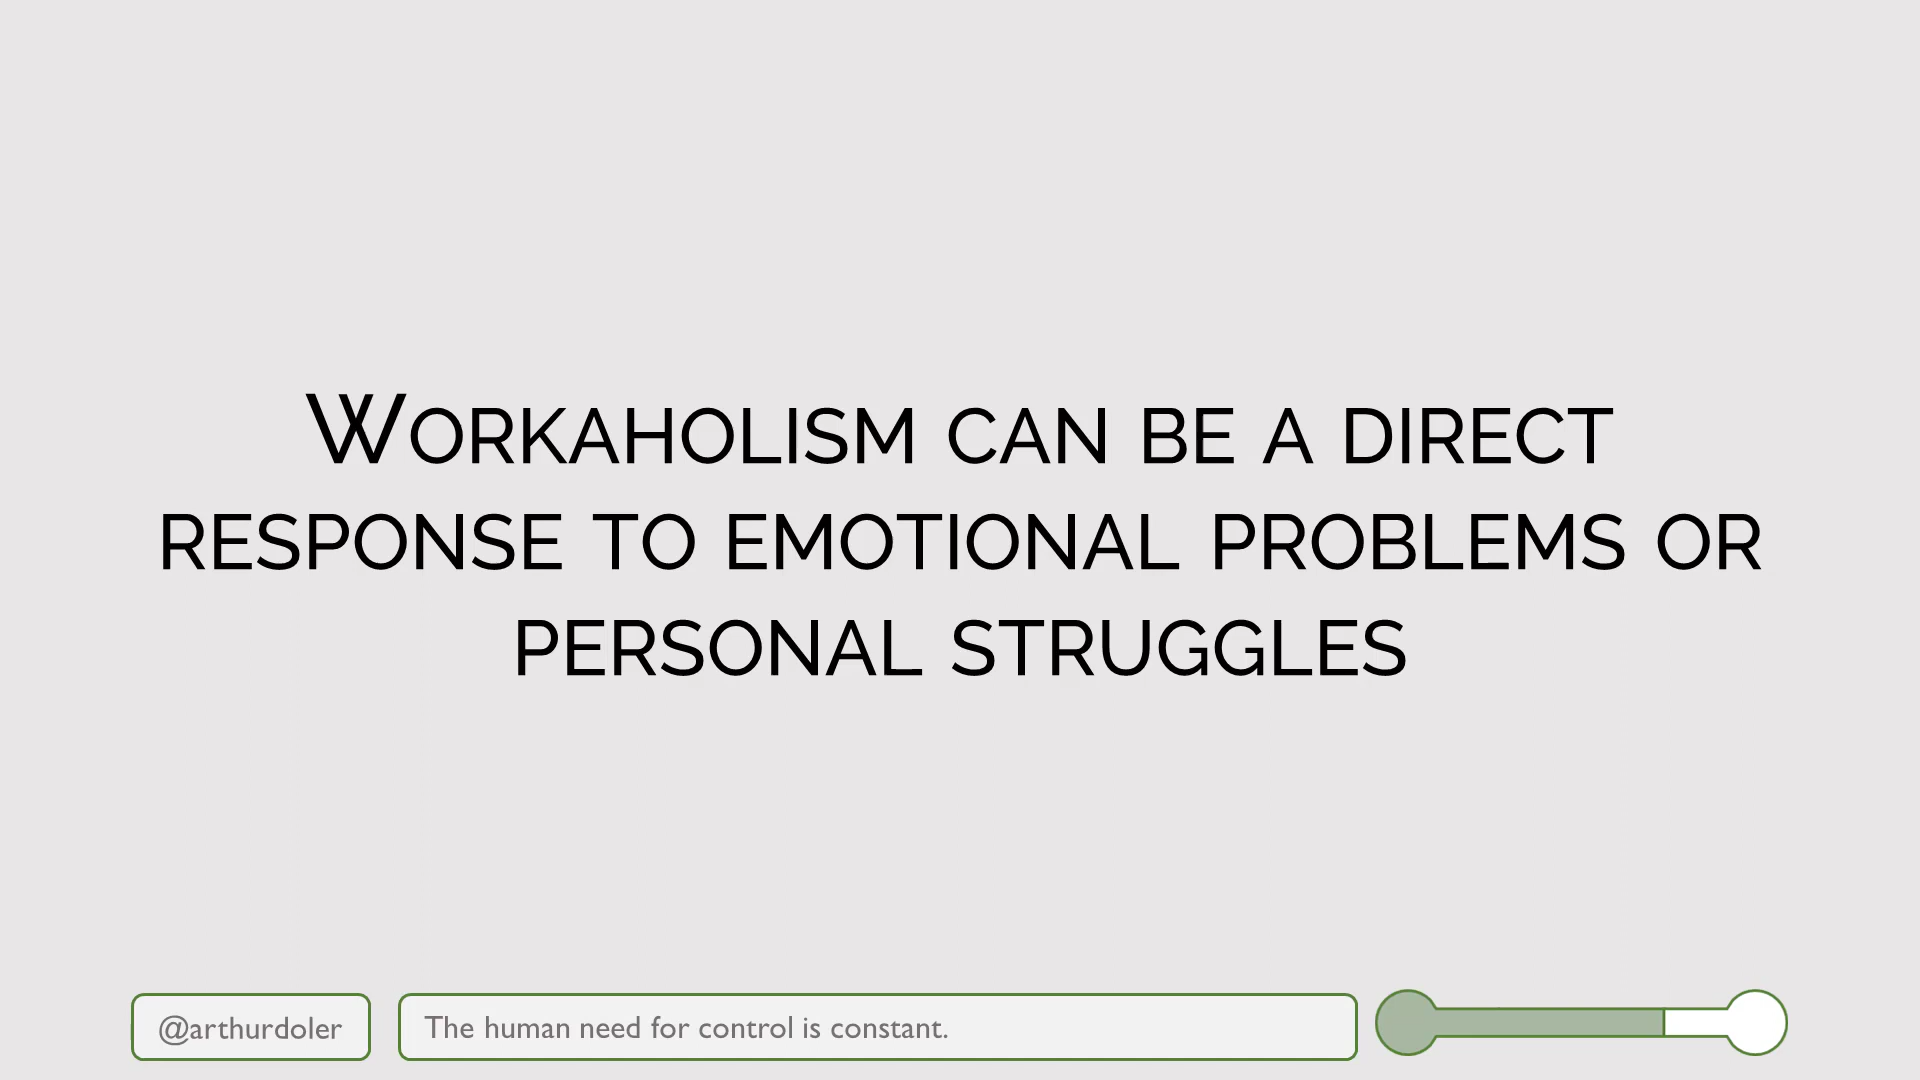 Workaholism can be a direct
response to emotional problems or
personal struggles
@arthurdoler
The human need for control is constant.